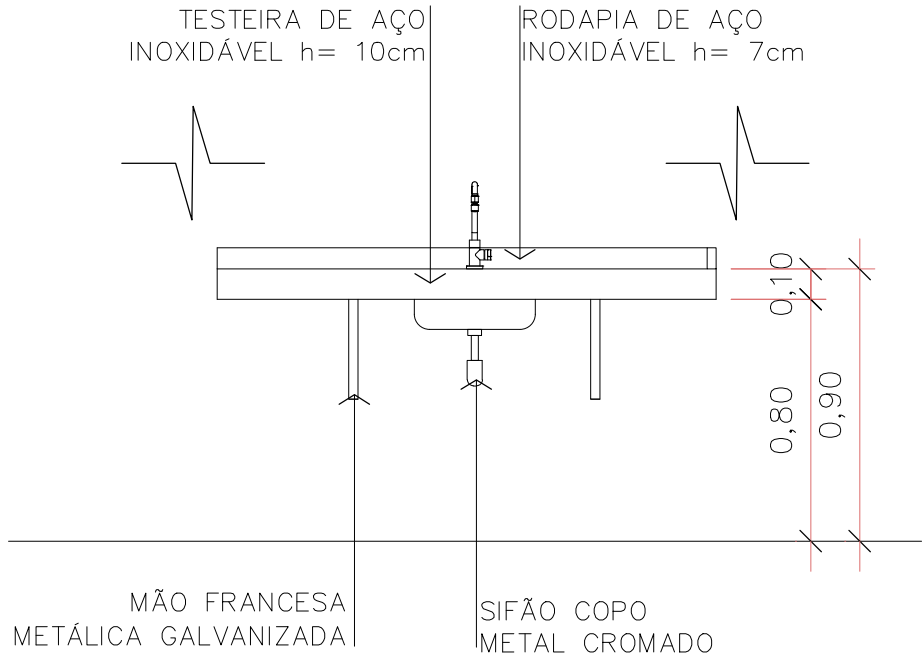 TESTEIRA DE AÇO
INOXIDÁVEL h= 10cm
RODAPIA DE AÇO
INOXIDÁVEL h= 7cm
0,10
0,80
0,90
MÃO FRANCESA
METÁLICA GALVANIZADA
SIFÃO COPO
METAL CROMADO